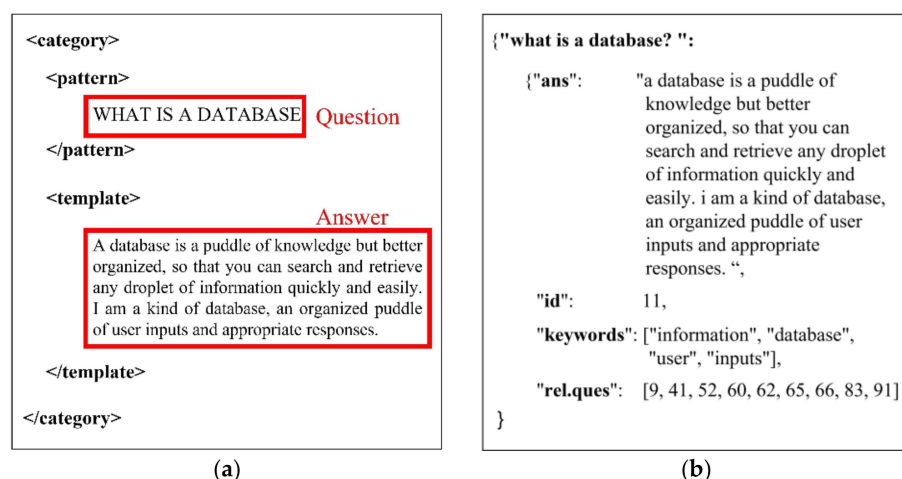 <category>
<pattern>
WHAT IS A DATABASE Question
</pattern>
<template>
Answer
A database is a puddle of knowledge but better
organized, so that you can search and retrieve
any droplet of information quickly and easily.
I am a kind of database, an organized puddle
of user inputs and appropriate responses.
</template>
</category>
(a)
{"what is a database? ":
{"ans": "a database is a puddle of
knowledge but better
organized, so that you can
search and retrieve any droplet
of information quickly and
easily. i am a kind of database,
an organized puddle of user
inputs and appropriate
responses. “,
"id": 11,
"keywords": ["information", "database",
"user", "inputs"],
"rel.ques": [9, 41, 52, 60, 62, 65, 66, 83, 91]
}
(b)